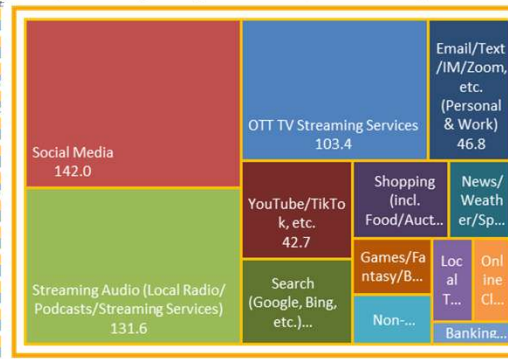 Social Media
142.0
Streaming Audio (Local Radio/
Podcasts/Streaming Services)
131.6
OTT TV Streaming Services
103.4
Email/Text
/IM/Zoom,
etc.
(Personal
& Work)
46.8
YouTube/TikTo
k, etc.
42.7
Search
(Google, Bing,
etc.)...
Shopping
(incl.
Food/Auct...
News/
Weath
er/Sp...
Games/Fa
ntasy/B...
Non-...
Loc
al
T...
Onl
ine
Cl...
Banking...